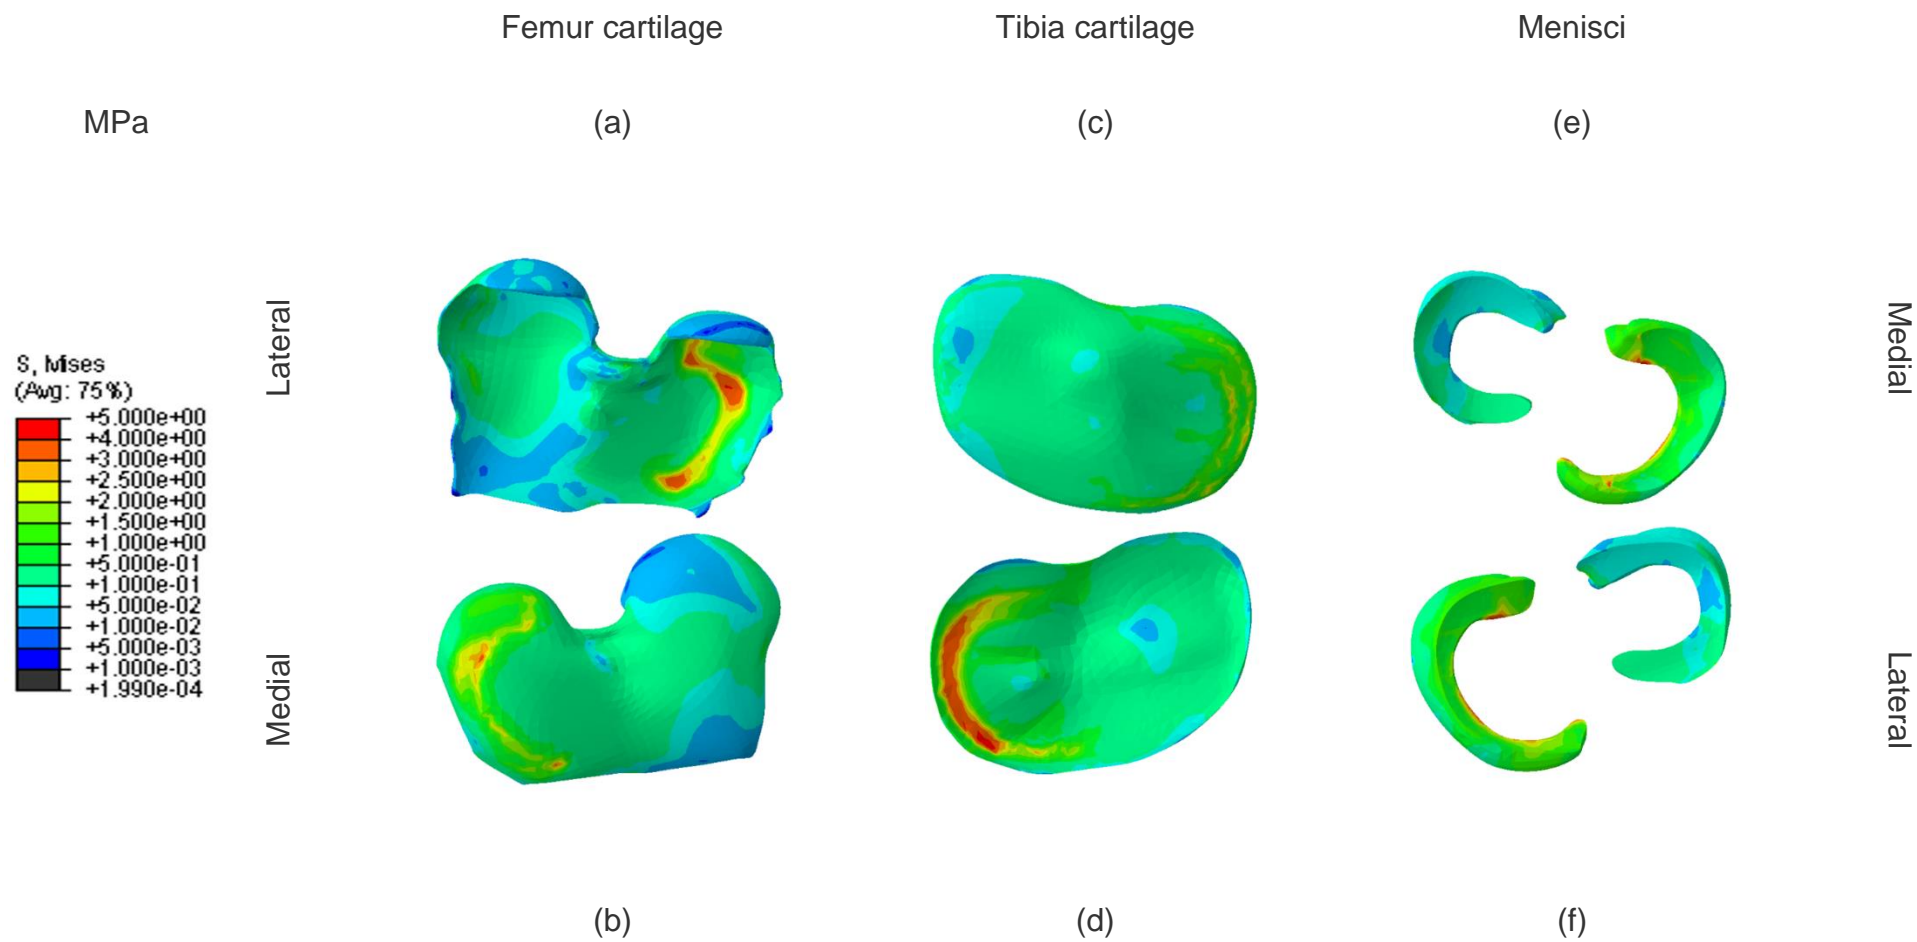 Femur cartilage
Tibia cartilage
Menisci
MPa
(a)
(c)
(e)
Lateral
Medial
S, Mises
(Avg: 75%)
+5.000e+00
+4.000e+00
+3.000e+00
+2.500e+00
+2.000e+00
+1.500e+00
+1.000e+00
+5.000e-01
+1.000e-01
+5.000e-02
+1.000e-02
+5.000e-03
+1.000e-03
+1.990e-04
Medial
Lateral
(b)
(d)
(f)